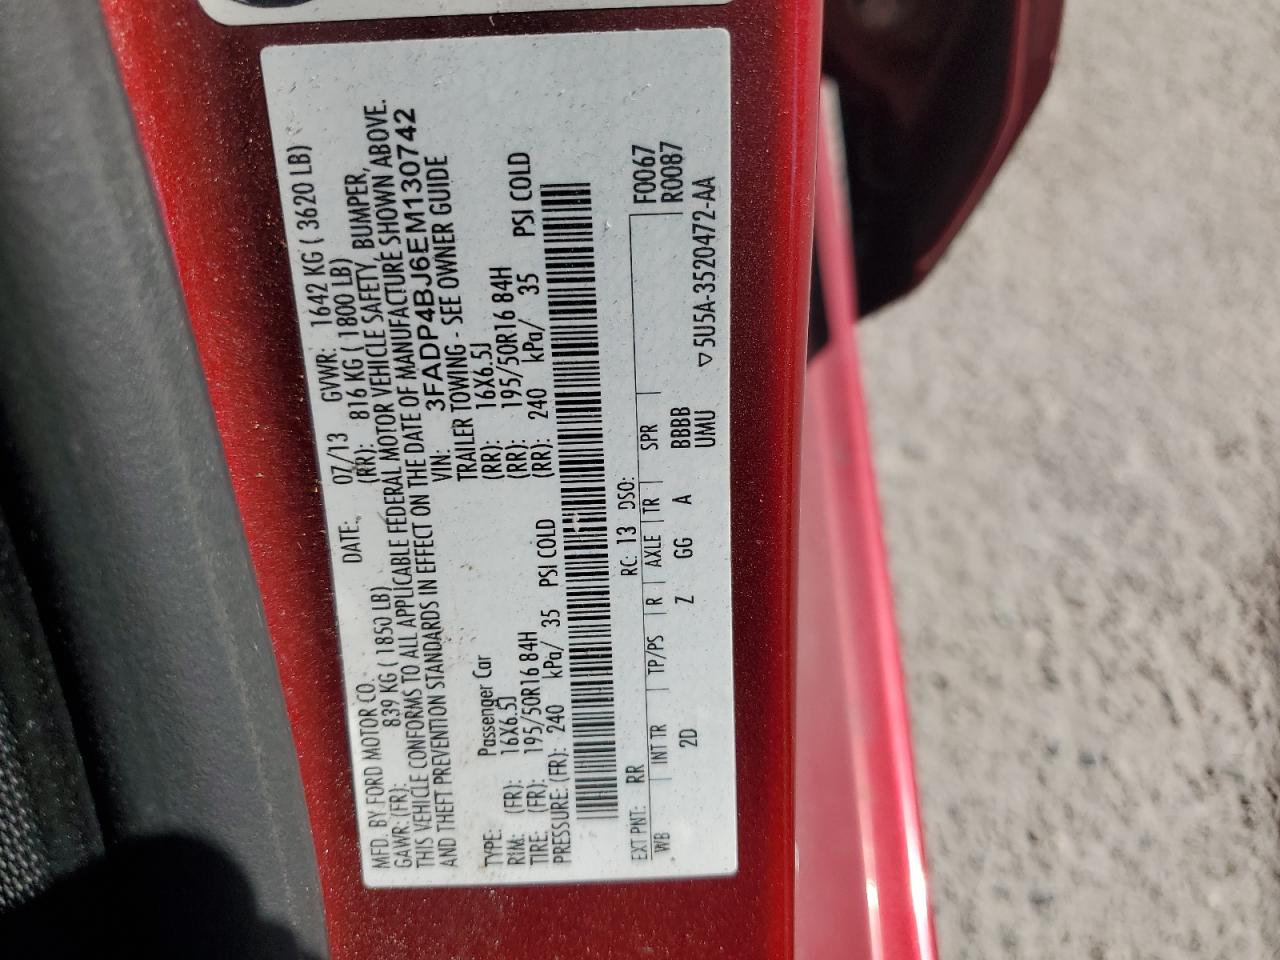 MFD. BY FORD MOTOR CO. DATE: 07/13 GVWR: 1642 KG ( 3620 LB)
GAWR: (FR): 839 KG ( 1850 LB) (RR): 816 KG ( 1800 LB)
THIS VEHICLE CONFORMS TO ALL APPLICABLE FEDERAL MOTOR VEHICLE SAFETY, BUMPER,
AND THEFT PREVENTION STANDARDS IN EFFECT ON THE DATE OF MANUFACTURE SHOWN ABOVE.
VIN: 3FADP4BJ6EM130742
TYPE: Passenger Car TRAILER TOWING - SEE OWNER GUIDE
RIM: (FR): 16X6.5J (RR): 16X6.5J
TIRE: (FR): 195/50R16 84H (RR): 195/50R16 84H
PRESSURE: (FR): 240 kPa/ 35 PSI COLD (RR): 240 kPa/ 35 PSI COLD
EXT PNT: RR RC: 13 DSO: F0067
WB INT TR TP/PS R AXLE TR SPR R0087
2D Z GG A BBBB
UMU ▽5U5A-3520472-AA